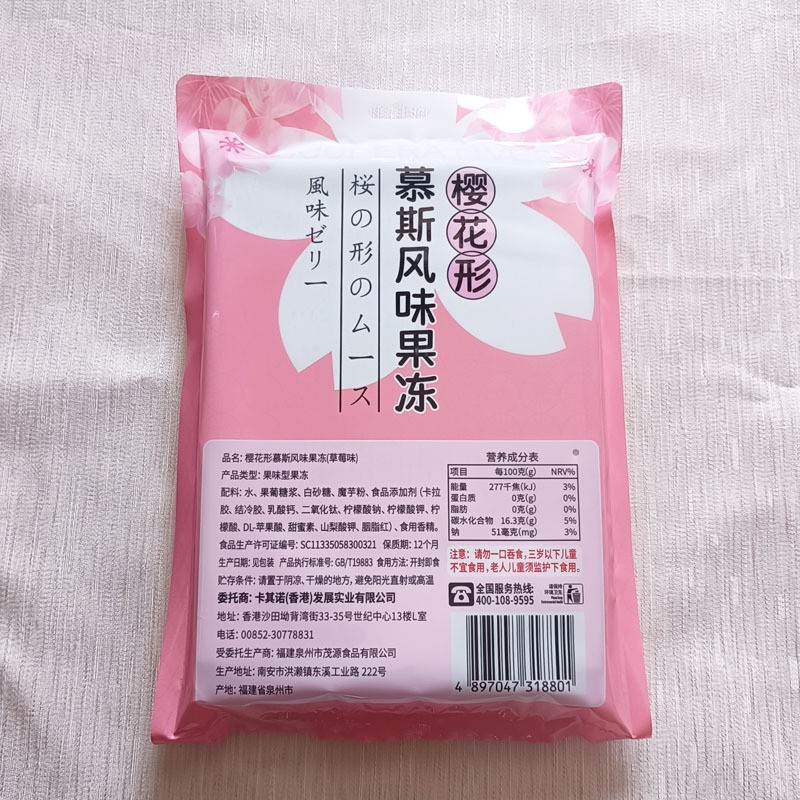 樱花形
慕斯风味果冻
桜の形のムース
風味ゼリー
品名: 樱花形慕斯风味果冻(草莓味)
产品类型: 果味型果冻
配料: 水、果葡糖浆、白砂糖、魔芋粉、食品添加剂（卡拉
胶、结冷胶、乳酸钙、二氧化钛、柠檬酸钠、柠檬酸钾、柠
檬酸、DL-苹果酸、甜蜜素、山梨酸钾、胭脂红）、食用香精。
食品生产许可证编号: SC11335058300321 保质期: 12个月
生产日期: 见包装 产品执行标准号: GB/T19883 食用方法: 开封即食
贮存条件: 请置于阴凉、干燥的地方，避免阳光直射或高温
委托商: 卡其诺(香港)发展实业有限公司
地址: 香港沙田坳背湾街33-35号世纪中心13楼L室
电话: 00852-30778831
受委托生产商: 福建泉州市茂源食品有限公司
生产地址: 南安市洪濑镇东溪工业路 222号
产地: 福建省泉州市
营养成分表
项目 每100克(g) NRV%
能量 277千焦(kJ) 3%
蛋白质 0克(g) 0%
脂肪 0克(g) 0%
碳水化合物 16.3克(g) 5%
钠 51毫克(mg) 3%
注意: 请勿一口吞食,三岁以下儿童
不宜食用,老人儿童须监护下食用。
全国服务热线:
400-108-9595
请保持
环境卫生
4 897047 318801